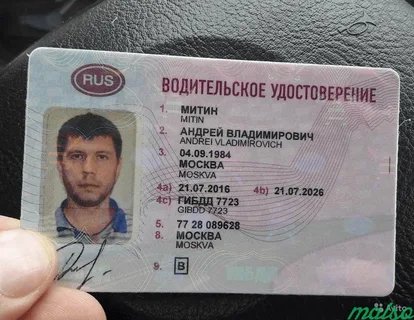 RUS
ВОДИТЕЛЬСКОЕ УДОСТОВЕРЕНИЕ
1. МИТИН
MITIN
2. АНДРЕЙ ВЛАДИМИРОВИЧ
ANDREI VLADIMIROVICH
3. 04.09.1984
МОСКВА
MOSKVA
4a) 21.07.2016 4b) 21.07.2026
4c) ГИБДД 7723
GIBDD 7723
5. 77 28 089628
8. МОСКВА
MOSKVA
9. B
Avito